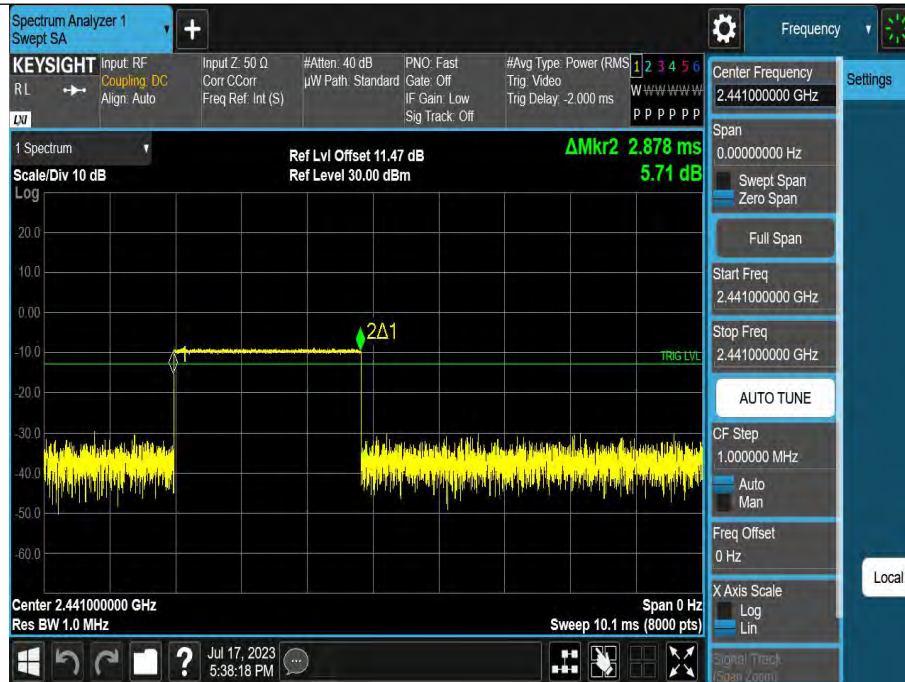 Spectrum Analyzer 1
Swept SA
Frequency
KEYSIGHT
RL
LXI
Input: RF
Coupling: DC
Align: Auto
Input Z: 50 Ω
Corr CCorr
Freq Ref: Int (S)
#Atten: 40 dB
µW Path: Standard
PNO: Fast
Gate: Off
IF Gain: Low
Sig Track: Off
#Avg Type: Power (RMS
Trig: Video
Trig Delay: -2.000 ms
1 2 3 4 5 6
W W W W W W
P P P P P P
1 Spectrum
Scale/Div 10 dB
Log
Ref Lvl Offset 11.47 dB
Ref Level 30.00 dBm
ΔMkr2 2.878 ms
5.71 dB
20.0
10.0
0.00
-10.0
-20.0
-30.0
-40.0
-50.0
-60.0
2Δ1
TRIG LVL
Center 2.441000000 GHz
Res BW 1.0 MHz
Span 0 Hz
Sweep 10.1 ms (8000 pts)
Jul 17, 2023
5:38:18 PM
Center Frequency
2.441000000 GHz
Settings
Span
0.00000000 Hz
Swept Span
Zero Span
Full Span
Start Freq
2.441000000 GHz
Stop Freq
2.441000000 GHz
AUTO TUNE
CF Step
1.000000 MHz
Auto
Man
Freq Offset
0 Hz
Local
X Axis Scale
Log
Lin
Signal Track
(Span Zoom)